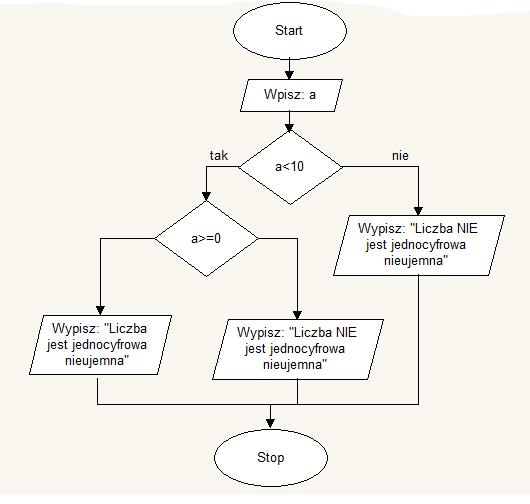 Start
Wpisz: a
a<10
tak
nie
a>=0
Wypisz: "Liczba NIE
jest jednocyfrowa
nieujemna"
Wypisz: "Liczba
jest jednocyfrowa
nieujemna"
Wypisz: "Liczba NIE
jest jednocyfrowa
nieujemna"
Stop